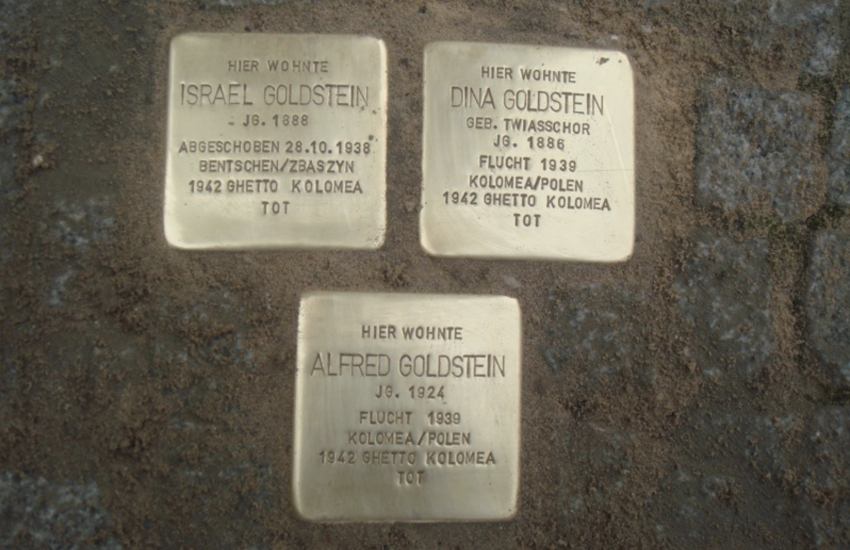 HIER WOHNTE
ISRAEL GOLDSTEIN
JG. 1888
ABGESCHOBEN 28.10.1938
BENTSCHEN/ZBASZYN
1942 GHETTO KOLOMEA
TOT
HIER WOHNTE
DINA GOLDSTEIN
GEB. TWIASSCHOR
JG. 1886
FLUCHT 1939
KOLOMEA/POLEN
1942 GHETTO KOLOMEA
TOT
HIER WOHNTE
ALFRED GOLDSTEIN
JG. 1924
FLUCHT 1939
KOLOMEA/POLEN
1942 GHETTO KOLOMEA
TOT